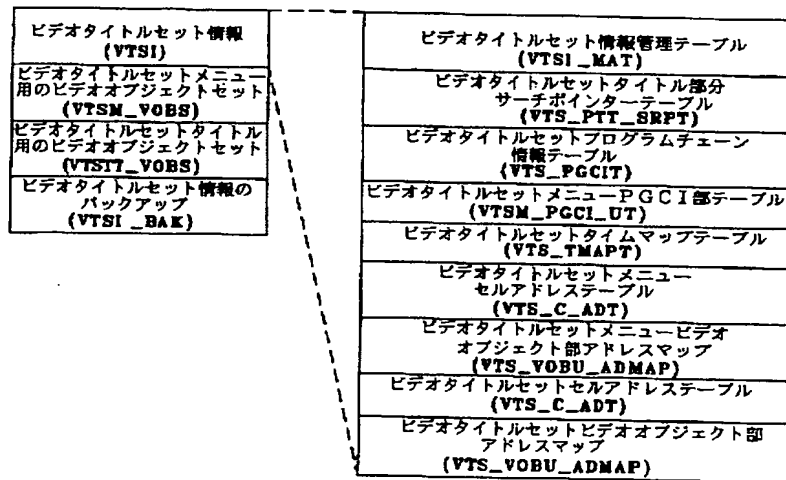 ビデオタイトルセット情報
(VTSI)
ビデオタイトルセットメニュー
用のビデオオブジェクトセット
(VTSM_VOBS)
ビデオタイトルセットタイトル
用のビデオオブジェクトセット
(VTSTT_VOBS)
ビデオタイトルセット情報の
バックアップ
(VTSI_BAK)
ビデオタイトルセット情報管理テーブル
(VTSI_MAT)
ビデオタイトルセットタイトル部分
サーチポインターテーブル
(VTS_PTT_SRPT)
ビデオタイトルセットプログラムチェーン
情報テーブル
(VTS_PGCIT)
ビデオタイトルセットメニューPGCI部テーブル
(VTSM_PGCI_UT)
ビデオタイトルセットタイムマップテーブル
(VTS_TMAPT)
ビデオタイトルセットメニュー
セルアドレステーブル
(VTS_C_ADT)
ビデオタイトルセットメニュービデオ
オブジェクト部アドレスマップ
(VTS_VOBU_ADMAP)
ビデオタイトルセットセルアドレステーブル
(VTS_C_ADT)
ビデオタイトルセットビデオオブジェクト部
アドレスマップ
(VTS_VOBU_ADMAP)